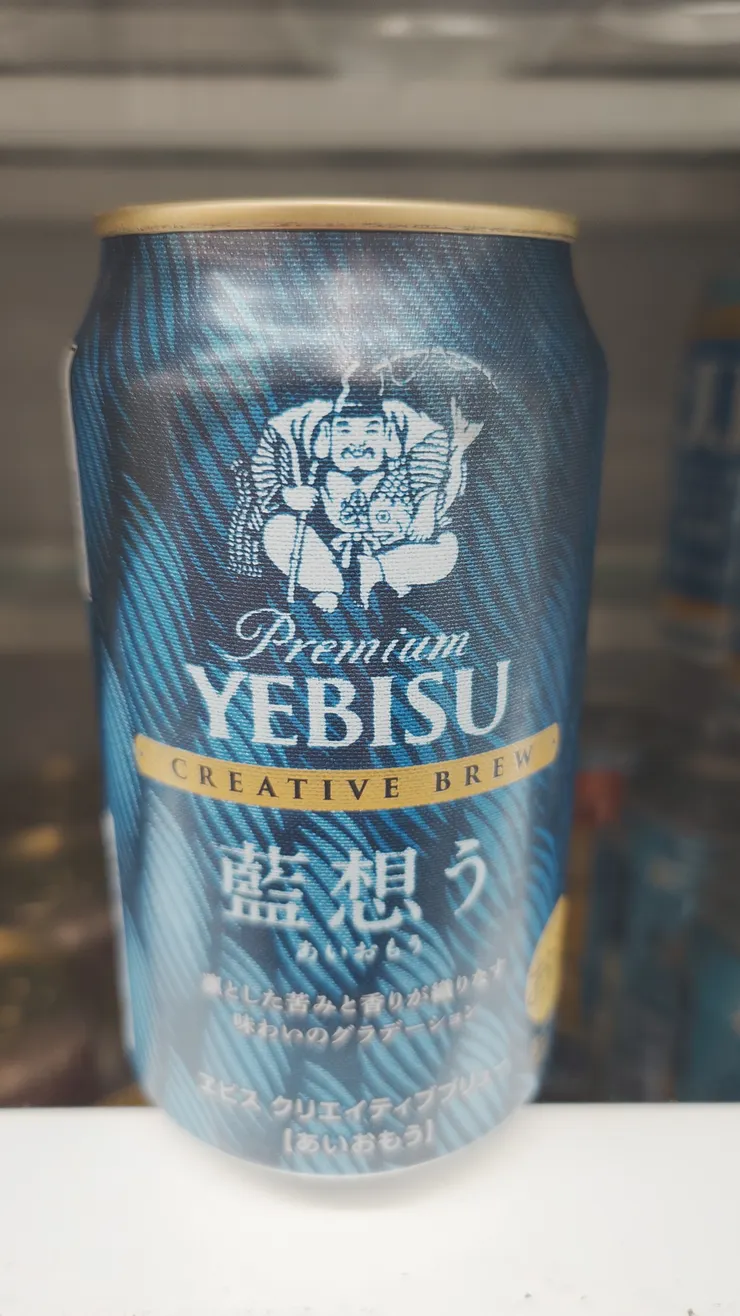 Premium
YEBISU
CREATIVE BREW
藍想う
あいおもう
凛とした苦みと香りが織りなす
味わいのグラデーション
ヱビス クリエイティブブリュー
[あいおもう]